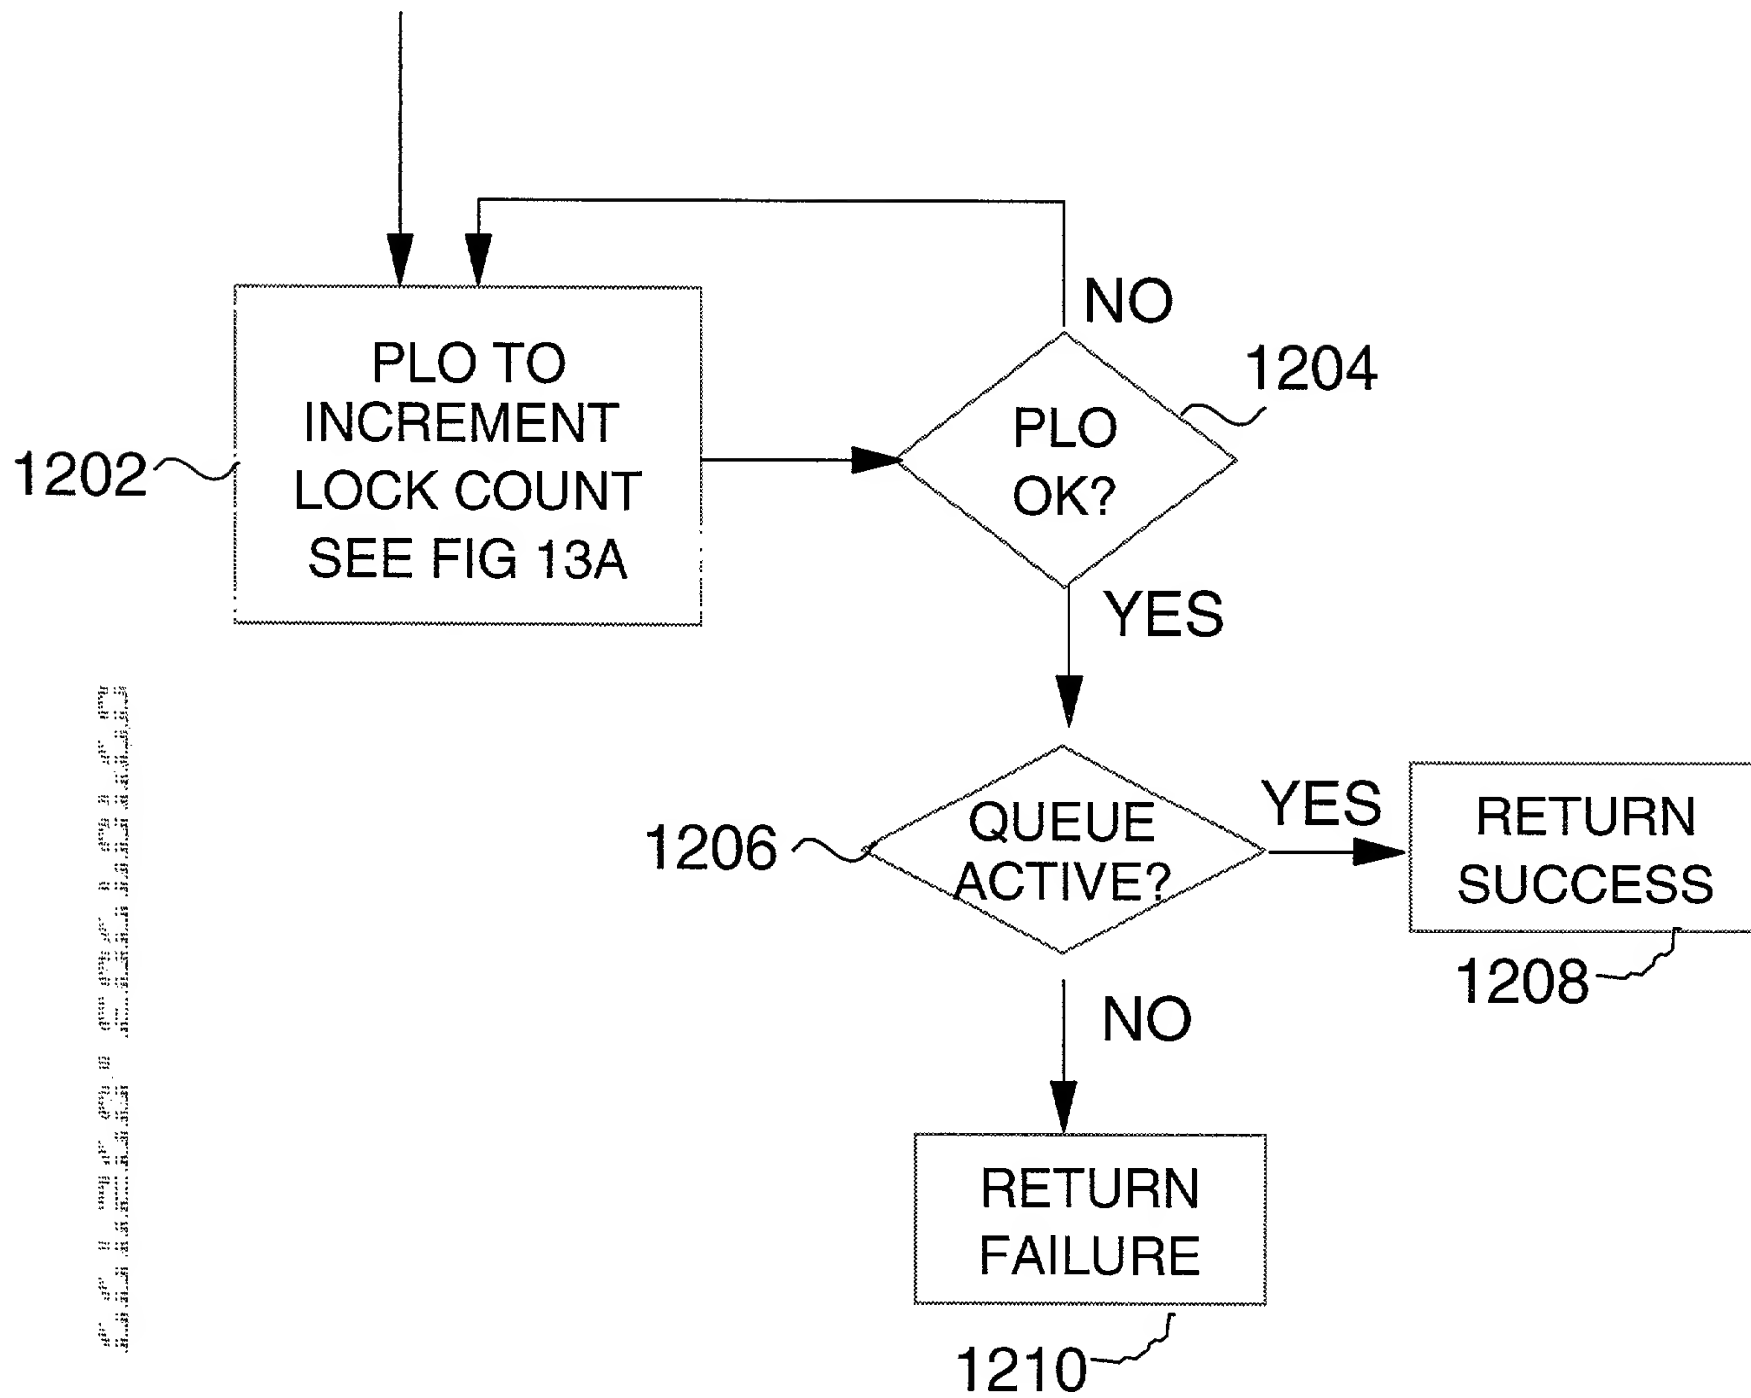 NO
1204
PLO TO
INCREMENT
LOCK COUNT
SEE FIG 13A
1202
PLO
OK?
YES
QUEUE
ACTIVE?
1206
YES
RETURN
SUCCESS
1208
NO
RETURN
FAILURE
1210